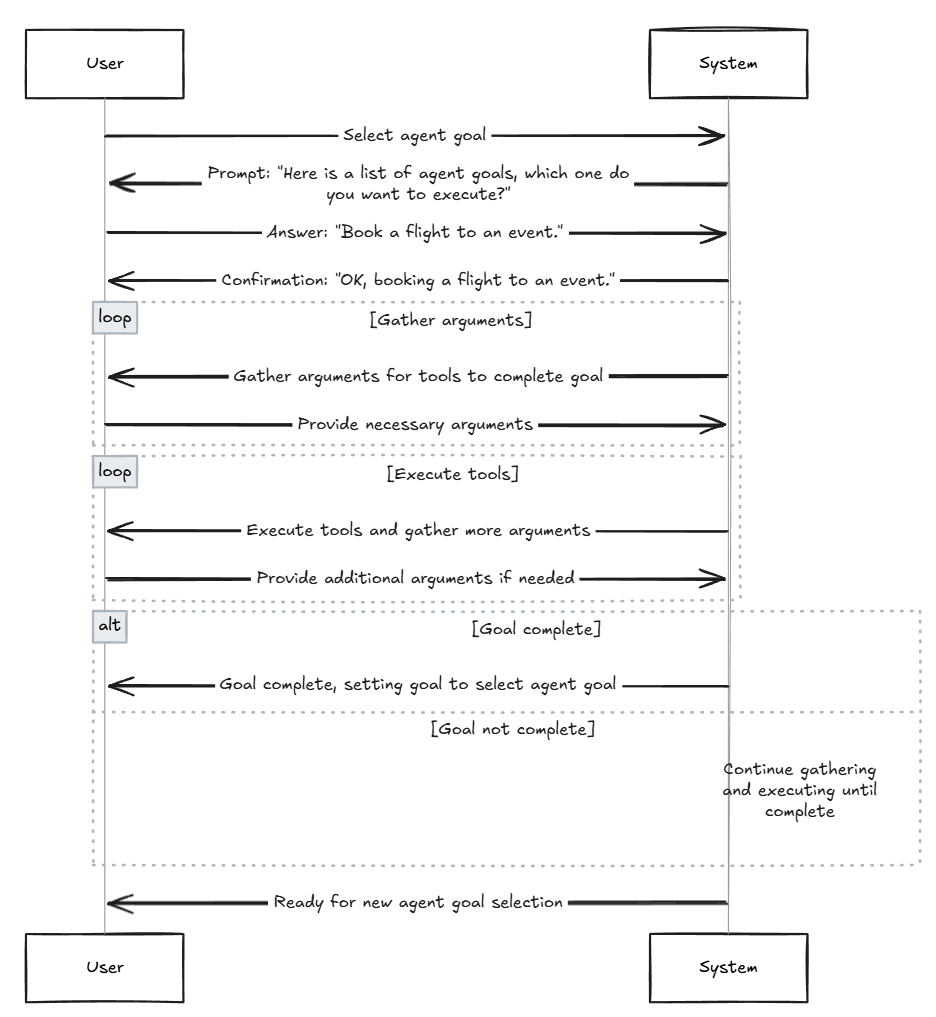 User
System
Select agent goal
Prompt: "Here is a list of agent goals, which one do
you want to execute?"
Answer: "Book a flight to an event."
Confirmation: "OK, booking a flight to an event."
loop
[Gather arguments]
Gather arguments for tools to complete goal
Provide necessary arguments
loop
[Execute tools]
Execute tools and gather more arguments
Provide additional arguments if needed
alt
[Goal complete]
Goal complete, setting goal to select agent goal
[Goal not complete]
Continue gathering
and executing until
complete
Ready for new agent goal selection
User
System